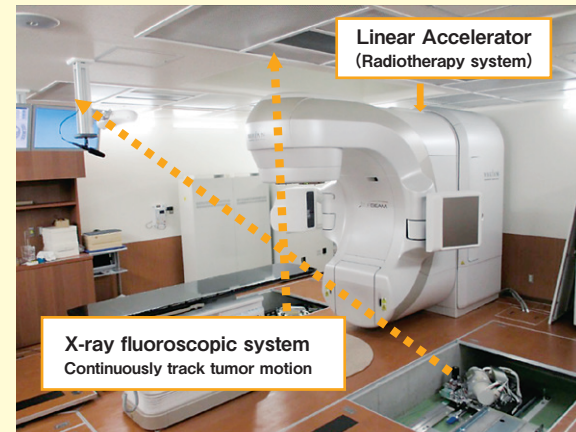 Linear Accelerator
(Radiotherapy system)
X-ray fluoroscopic system
Continuously track tumor motion